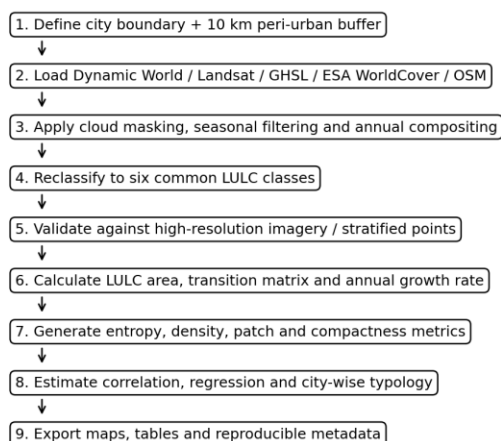 1. Define city boundary + 10 km peri-urban buffer
2. Load Dynamic World / Landsat / GHSL / ESA WorldCover / OSM
3. Apply cloud masking, seasonal filtering and annual compositing
4. Reclassify to six common LULC classes
5. Validate against high-resolution imagery / stratified points
6. Calculate LULC area, transition matrix and annual growth rate
7. Generate entropy, density, patch and compactness metrics
8. Estimate correlation, regression and city-wise typology
9. Export maps, tables and reproducible metadata